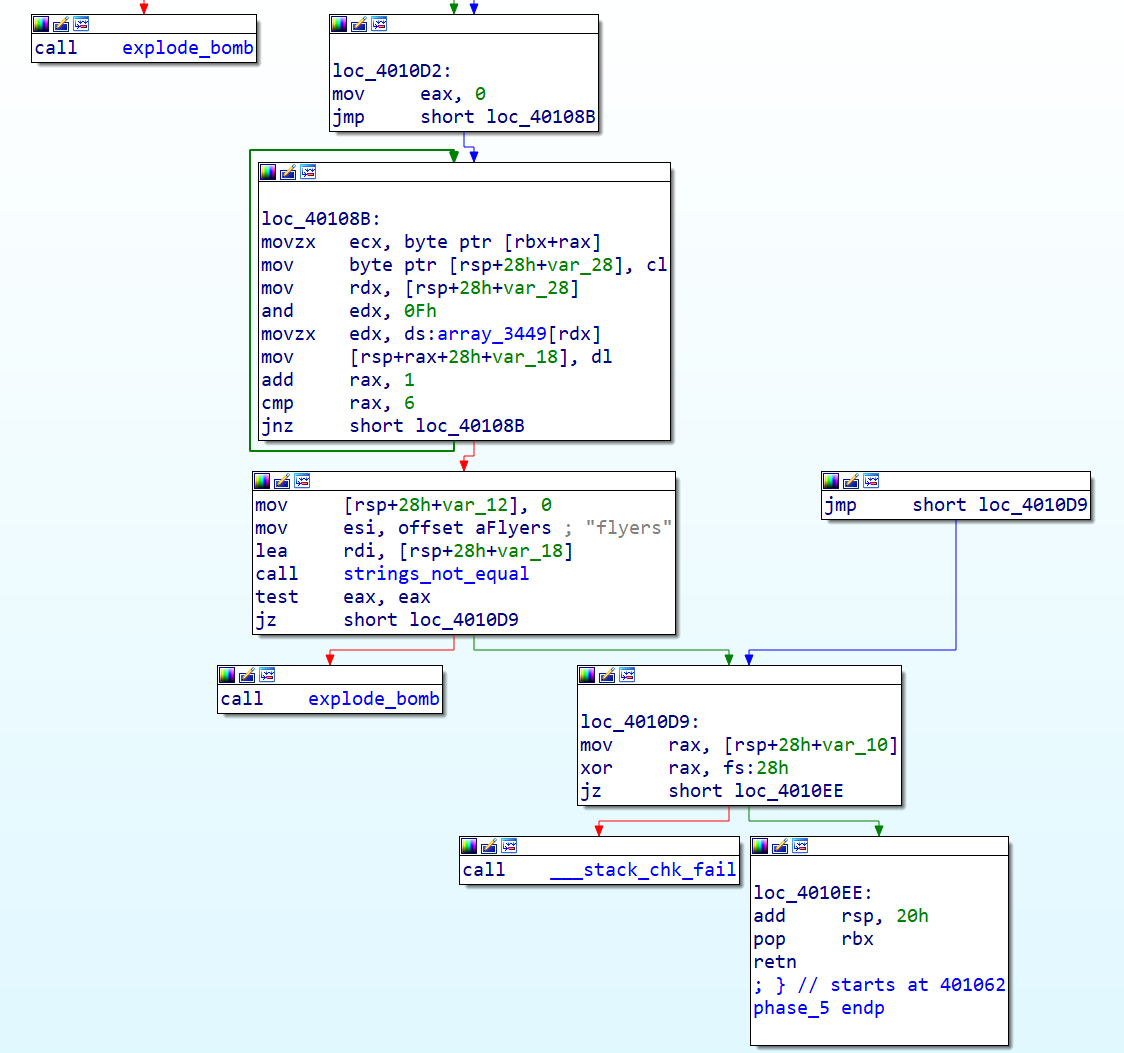 call explode_bomb
loc_4010D2:
mov eax, 0
jmp short loc_40108B
loc_40108B:
movzx ecx, byte ptr [rbx+rax]
mov byte ptr [rsp+28h+var_28], cl
mov rdx, [rsp+28h+var_28]
and edx, 0Fh
movzx edx, ds:array_3449[rdx]
mov [rsp+rax+28h+var_18], dl
add rax, 1
cmp rax, 6
jnz short loc_40108B
mov [rsp+28h+var_12], 0
mov esi, offset aFlyers ; "flyers"
lea rdi, [rsp+28h+var_18]
call strings_not_equal
test eax, eax
jz short loc_4010D9
jmp short loc_4010D9
call explode_bomb
loc_4010D9:
mov rax, [rsp+28h+var_10]
xor rax, fs:28h
jz short loc_4010EE
call ___stack_chk_fail
loc_4010EE:
add rsp, 20h
pop rbx
retn
; } // starts at 401062
phase_5 endp